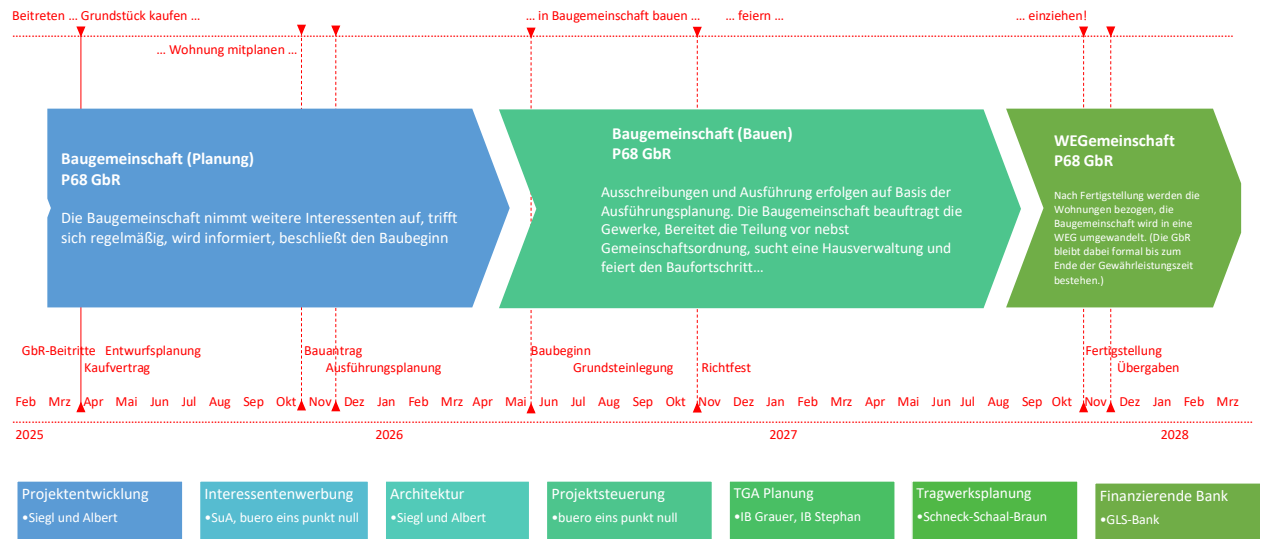 Beitreten ... Grundstück kaufen ...
... in Baugemeinschaft bauen ...
... feiern ...
... einziehen!
... Wohnung mitplanen ...
Baugemeinschaft (Planung)
P68 GbR
Die Baugemeinschaft nimmt weitere Interessenten auf, trifft
sich regelmäßig, wird informiert, beschließt den Baubeginn
Baugemeinschaft (Bauen)
P68 GbR
Ausschreibungen und Ausführung erfolgen auf Basis der
Ausführungsplanung. Die Baugemeinschaft beauftragt die
Gewerke, Bereitet die Teilung vor nebst
Gemeinschaftsordnung, sucht eine Hausverwaltung und
feiert den Baufortschritt…
WEGemeinschaft
P68 GbR
Nach Fertigstellung werden die
Wohnungen bezogen, die
Baugemeinschaft wird in eine
WEG umgewandelt. (Die GbR
bleibt dabei formal bis zum
Ende der Gewährleistungszeit
bestehen.)
GbR-Beitritte Entwurfsplanung
Kaufvertrag
Bauantrag
Ausführungsplanung
Baubeginn
Grundsteinlegung
Richtfest
Fertigstellung
Übergaben
Feb Mrz Apr Mai Jun Jul Aug Sep Okt Nov Dez Jan Feb Mrz Apr Mai Jun Jul Aug Sep Okt Nov Dez Jan Feb Mrz Apr Mai Jun Jul Aug Sep Okt Nov Dez Jan Feb Mrz
2025 2026 2027 2028
Projektentwicklung
•Siegl und Albert
Interessentenwerbung
•SuA, buero eins punkt null
Architektur
•Siegl und Albert
Projektsteuerung
•buero eins punkt null
TGA Planung
•IB Grauer, IB Stephan
Tragwerksplanung
•Schneck-Schaal-Braun
Finanzierende Bank
•GLS-Bank